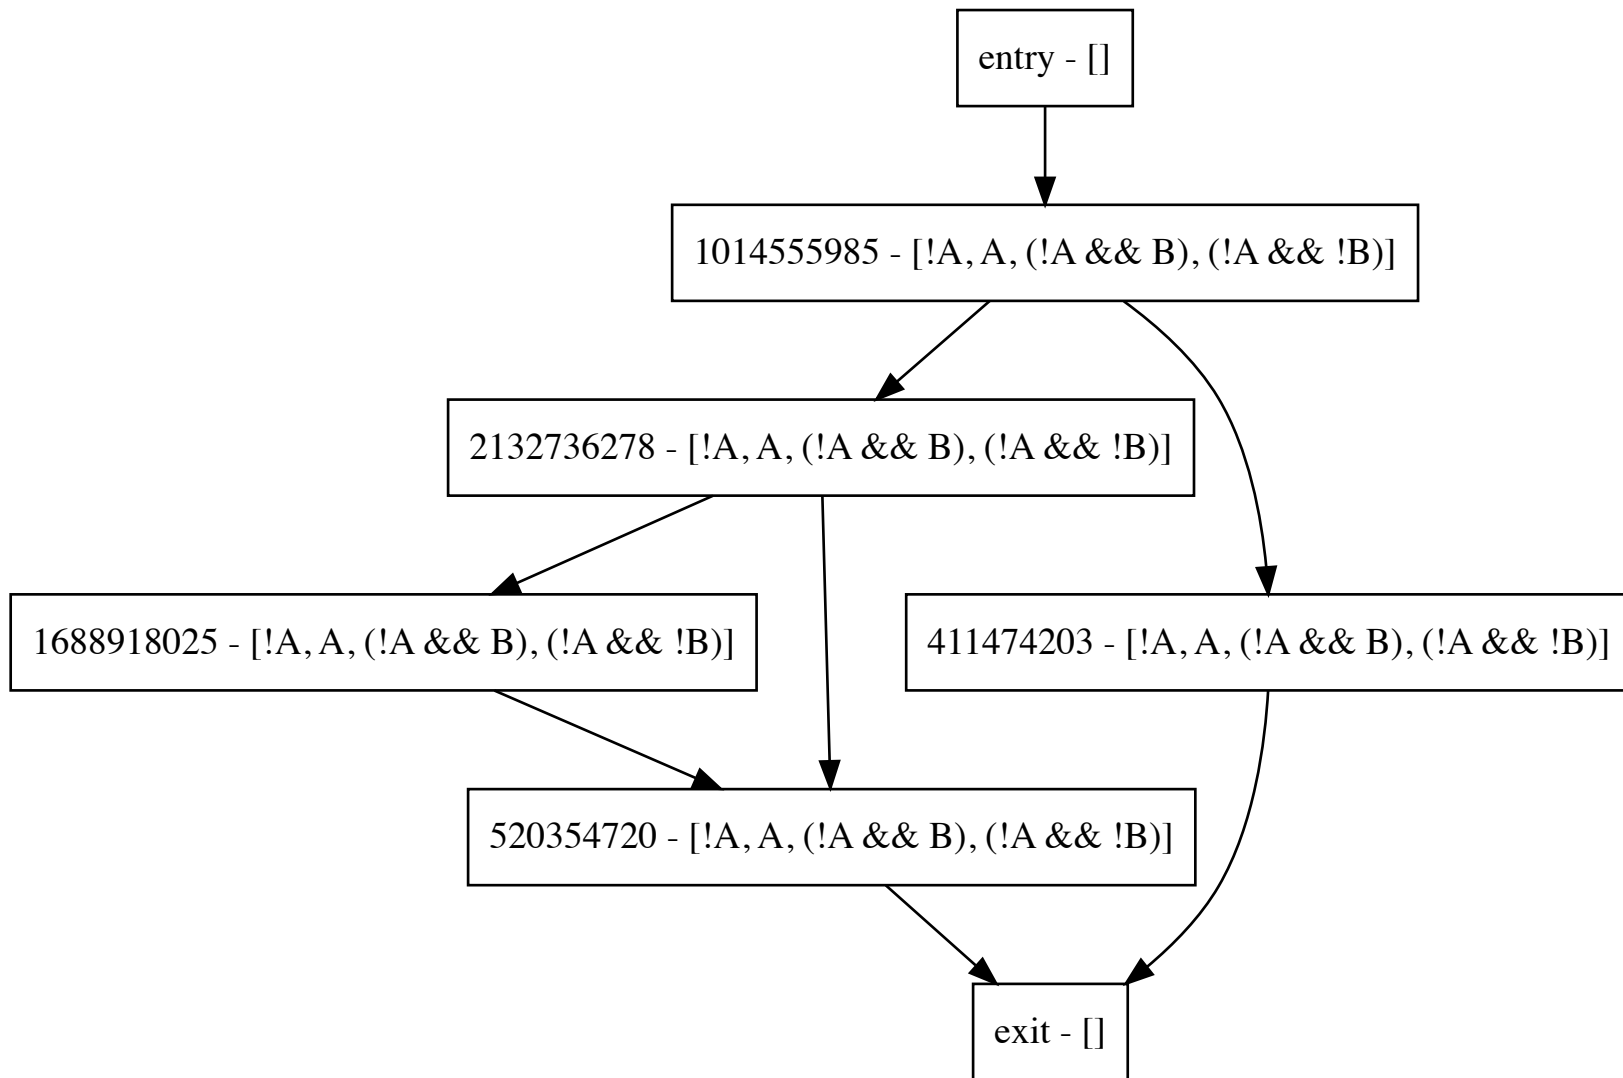 entry - []
1014555985 - [!A, A, (!A && B), (!A && !B)]
2132736278 - [!A, A, (!A && B), (!A && !B)]
1688918025 - [!A, A, (!A && B), (!A && !B)]
411474203 - [!A, A, (!A && B), (!A && !B)]
520354720 - [!A, A, (!A && B), (!A && !B)]
exit - []